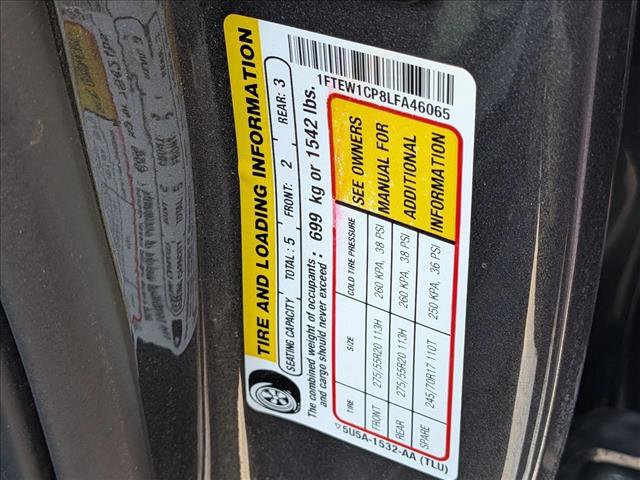 TIRE AND LOADING INFORMATION
SEATING CAPACITY TOTAL: 5 FRONT: 2 REAR: 3
The combined weight of occupants and cargo should never exceed 699 kg or 1542 lbs.
TIRE SIZE COLD TIRE PRESSURE
FRONT 275/55R20 113H 260 KPA, 38 PSI
REAR 275/55R20 113H 260 KPA, 38 PSI
SPARE 245/70R17 110T 250 KPA, 36 PSI
SEE OWNERS
MANUAL FOR
ADDITIONAL
INFORMATION
5U5A-1532-AA (TLU)
1FTEW1CP8LFA46065